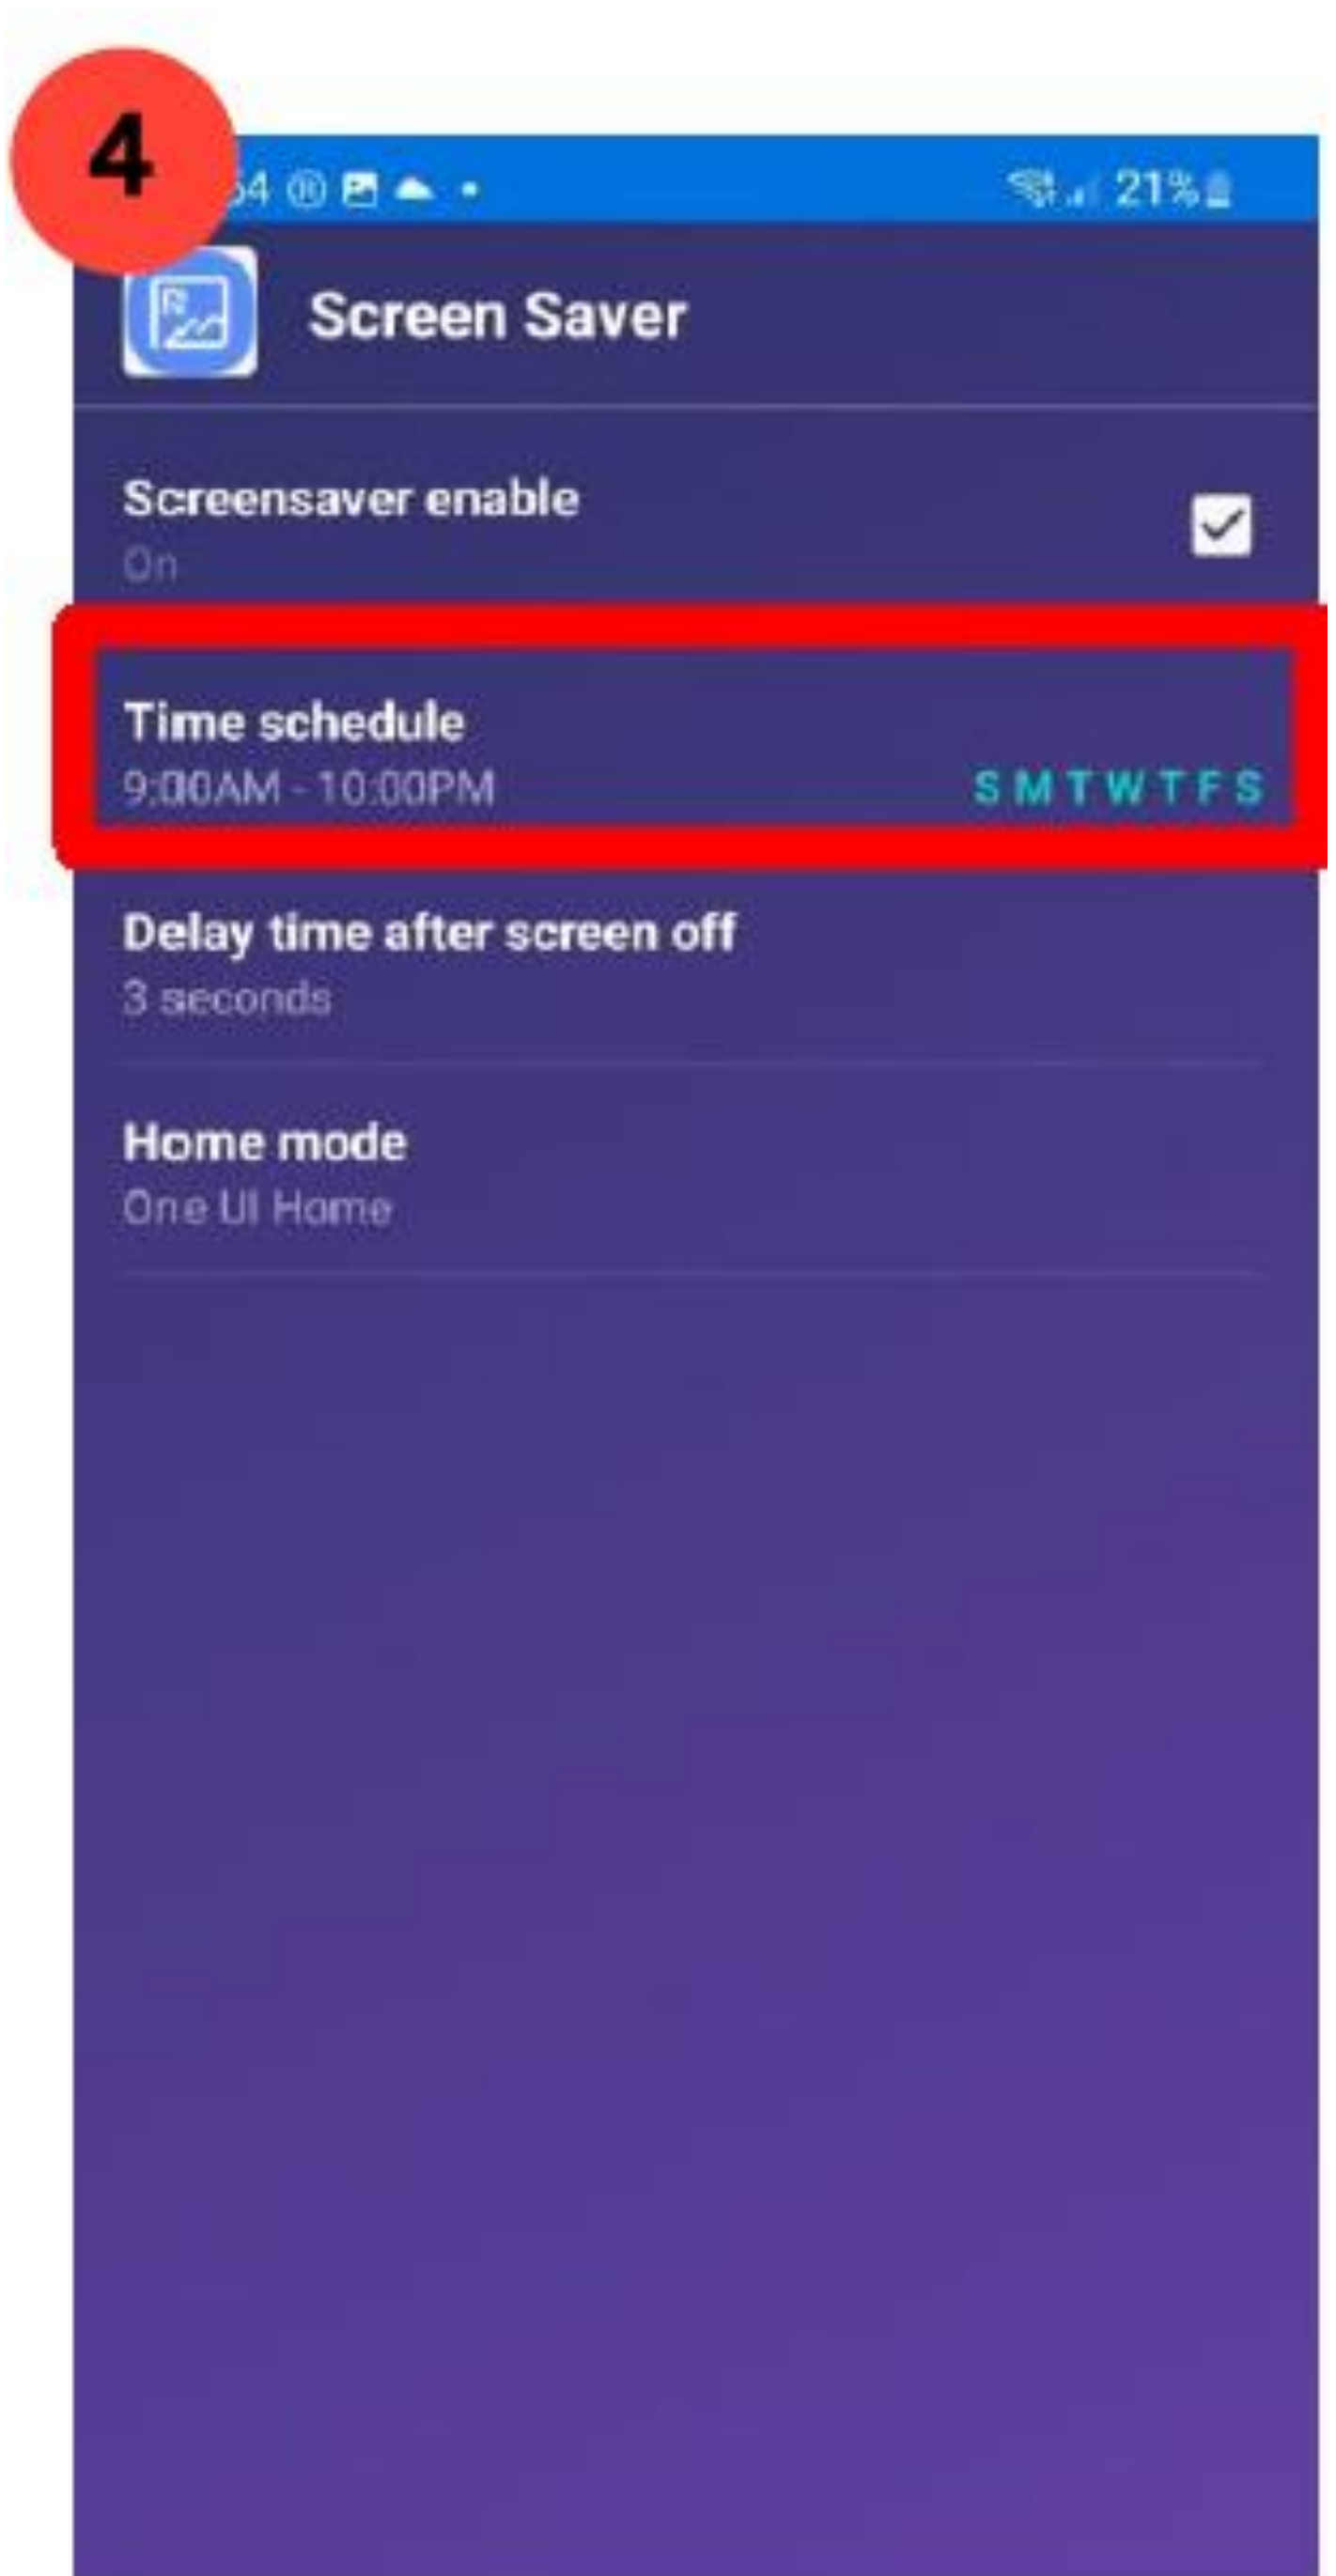 4
21%
Screen Saver
Screensaver enable
On
Time schedule
9:00AM - 10:00PM
S M T W T F S
Delay time after screen off
3 seconds
Home mode
One UI Home